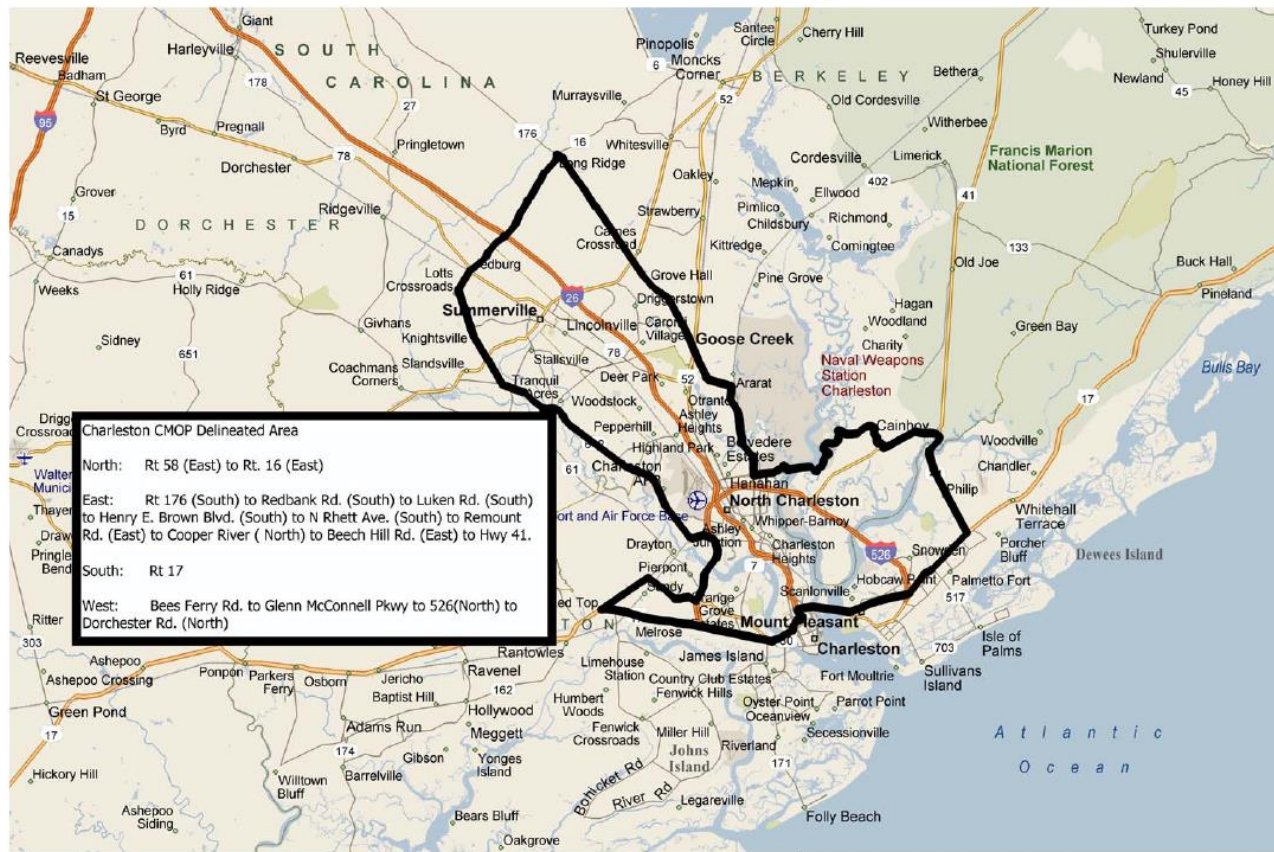 Giant
Reevesville
Harleyville
SOUTH
CAROLINA
Badham
178
St George
95
27
Byrd
Pregnall
Pringletown
Dorchester
78
176
16
Murraysville
Whitesville
Long Ridge
Pinopolis
Moncks
Corner
6
52
Santee
Circle
Cherry Hill
BERKELEY
Bethera
Old Cordesville
Witherbee
Turkey Pond
Shulerville
Newland
45
Honey Hill
Francis Marion
National Forest
Cordesville
Limerick
402
41
Oakley
Mepkin
Ellwood
Pimlico
Childsbury
Richmond
Strawberry
Kittredge
Comingtee
133
Grover
15
Ridgeville
DORCHESTER
Canadys
61
Weeks
Holly Ridge
Lotts
Crossroads
Grove Hall
Pine Grove
Old Joe
Buck Hall
Pineland
Driggerstown
26
Summerville
Lincolnville
Goose Creek
Hagan
Woodland
Charity
Green Bay
Givhans
Knightsville
Sidney
651
Slandsville
Coachmans
Corners
Stallsville
78
Tranquil
Acres
Deer Park
52
Ararat
Naval Weapons
Station
Charleston
Bulls Bay
17
Woodstock
Otranto
Ashley
Heights
Pepperhill
Highland Park
Belvedere
Estates
Cainhoy
Woodville
Chandler
61
Hanahan
North Charleston
Philip
Whitehall
Terrace
Whipper-Barnoy
Ashley
Junction
Charleston
Heights
526
Porcher
Bluff
Dewees Island
Drayton
Pierpont
7
Snowden
Hobcaw Point
Palmetto Fort
Scanlonville
517
Charleston CMOP Delineated Area
North: Rt 58 (East) to Rt. 16 (East)
East: Rt 176 (South) to Redbank Rd. (South) to Luken Rd. (South)
to Henry E. Brown Blvd. (South) to N Rhett Ave. (South) to Remount
Rd. (East) to Cooper River ( North) to Beech Hill Rd. (East) to Hwy 41.
South: Rt 17
West: Bees Ferry Rd. to Glenn McConnell Pkwy to 526(North) to
Dorchester Rd. (North)
Melrose
Mount Pleasant
Charleston
Isle of
Palms
703
Sullivans
Island
Ritter
303
Ashepoo
Ashepoo Crossing
Ponpon
Parkers
Ferry
Osborn
Jericho
Rantowles
Ravenel
162
Baptist Hill
Hollywood
Limehouse
Station
James Island
Country Club Estates
Fenwick Hills
Fort Moultrie
Humbert
Woods
Oyster Point
Oceanview
Parrot Point
Green Pond
17
Adams Run
Meggett
Fenwick
Crossroads
Miller Hill
Secessionville
Atlantic
Ocean
174
Gibson
Yonges
Island
Johns
Island
Riverland
171
Hickory Hill
Willtown
Bluff
Barrelville
Bohicket Rd
River Rd
Legareville
Ashepoo
Siding
Bears Bluff
Oakgrove
Folly Beach